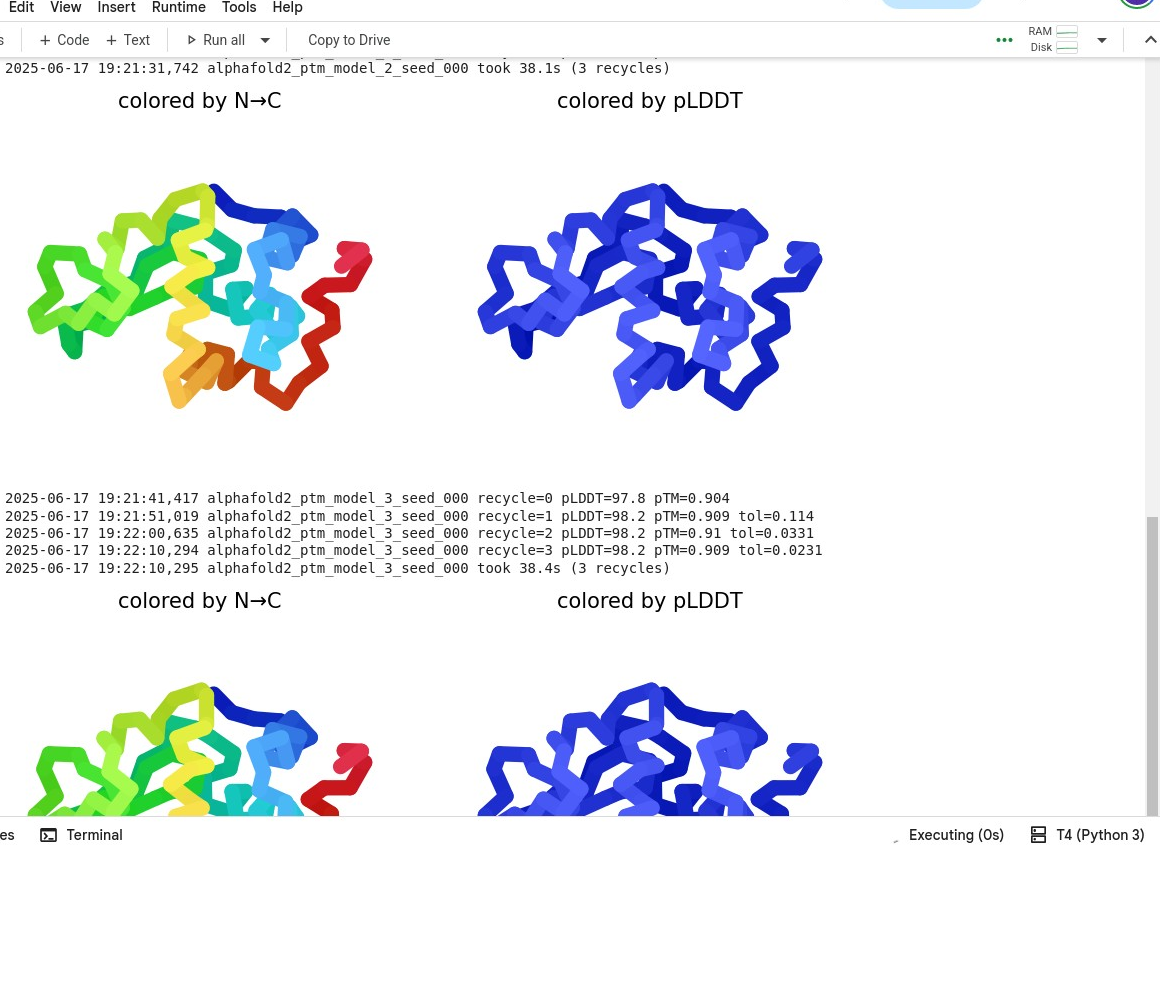 Edit View Insert Runtime Tools Help
s + Code + Text Run all Copy to Drive RAM
Disk
2025-06-17 19:21:31,742 alphafold2_ptm_model_2_seed_000 took 38.1s (3 recycles)
colored by N→C colored by pLDDT
2025-06-17 19:21:41,417 alphafold2_ptm_model_3_seed_000 recycle=0 pLDDT=97.8 pTM=0.904
2025-06-17 19:21:51,019 alphafold2_ptm_model_3_seed_000 recycle=1 pLDDT=98.2 pTM=0.909 tol=0.114
2025-06-17 19:22:00,635 alphafold2_ptm_model_3_seed_000 recycle=2 pLDDT=98.2 pTM=0.91 tol=0.0331
2025-06-17 19:22:10,294 alphafold2_ptm_model_3_seed_000 recycle=3 pLDDT=98.2 pTM=0.909 tol=0.0231
2025-06-17 19:22:10,295 alphafold2_ptm_model_3_seed_000 took 38.4s (3 recycles)
colored by N→C colored by pLDDT
es Terminal Executing (0s) T4 (Python 3)